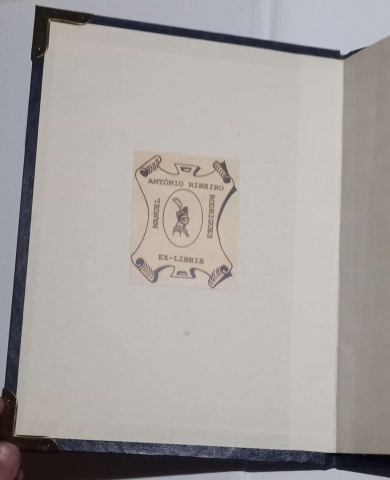 MANUEL
ANTÓNIO RIBEIRO
RODRIGUES
EX-LIBRIS